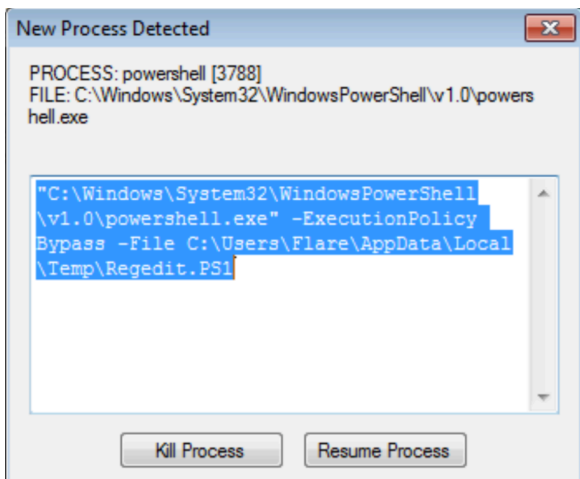 New Process Detected
PROCESS: powershell [3788]
FILE: C:\Windows\System32\WindowsPowerShell\v1.0\powers
hell.exe
"C:\Windows\System32\WindowsPowerShell
\v1.0\powershell.exe" -ExecutionPolicy
Bypass -File C:\Users\Flare\AppData\Local
\Temp\Regedit.PS1
Kill Process
Resume Process